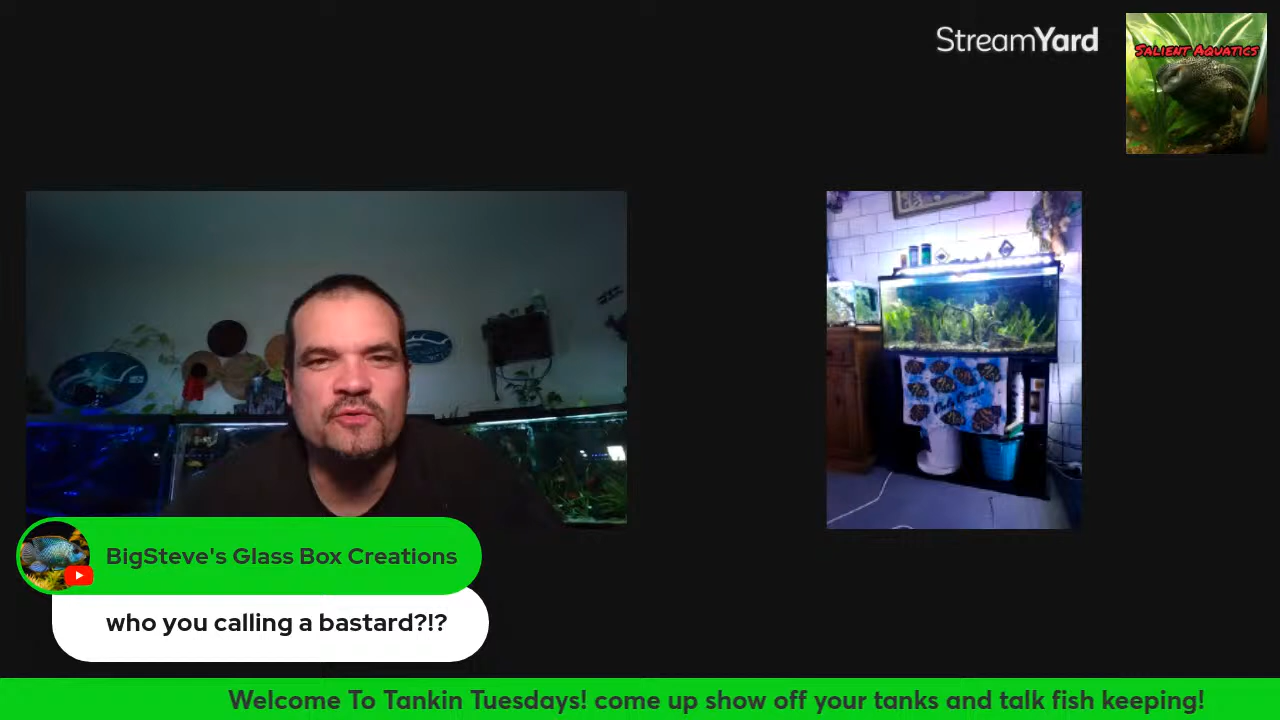 StreamYard
SALIENT AQUATICS
BigSteve's Glass Box Creations
who you calling a bastard?!?
Welcome To Tankin Tuesdays! come up show off your tanks and talk fish keeping!